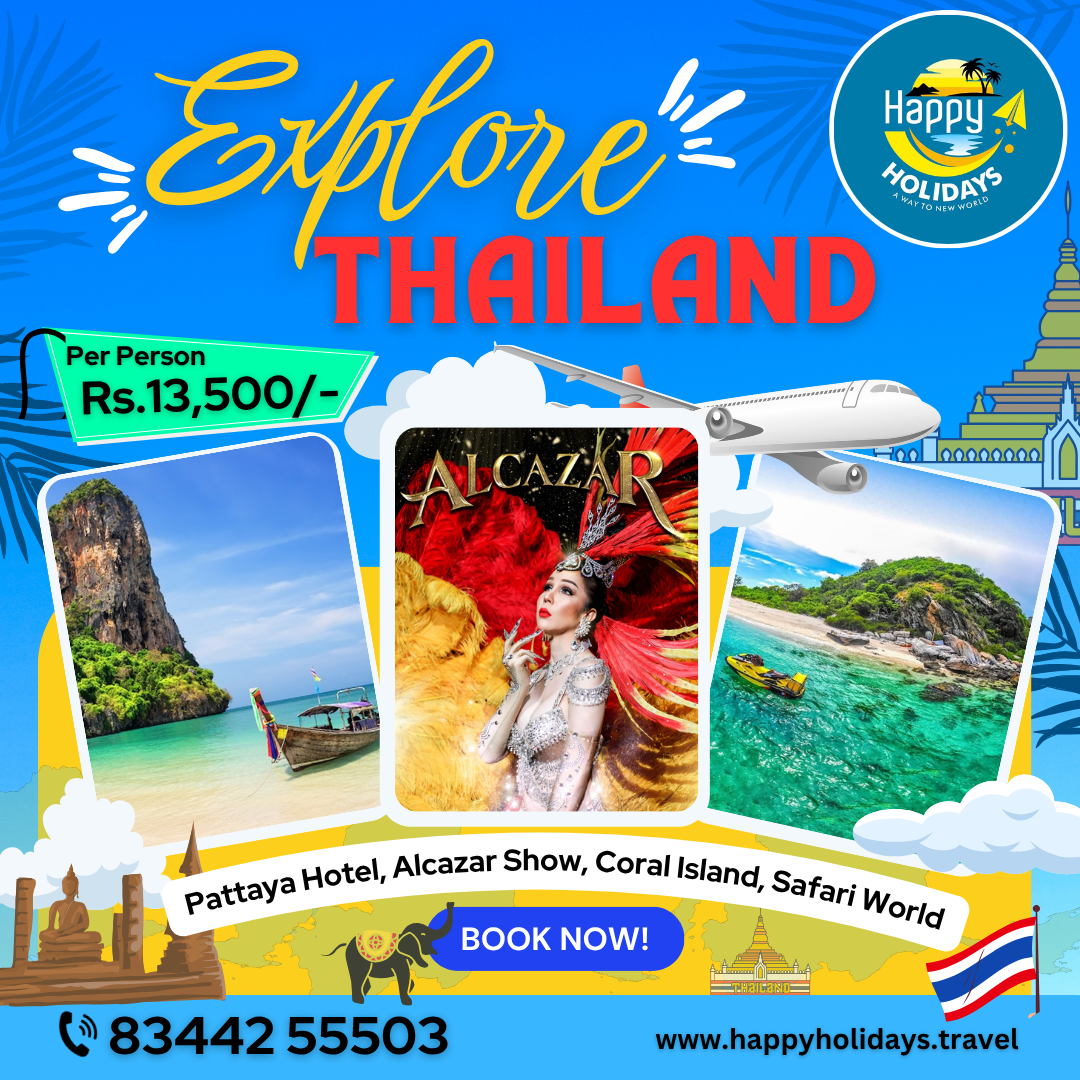 Explore
THAILAND
Happy
HOLIDAYS
A WAY TO NEW WORLD
Per Person
Rs.13,500/-
ALCAZAR
Pattaya Hotel, Alcazar Show, Coral Island, Safari World
BOOK NOW!
THAILAND
83442 55503
www.happyholidays.travel